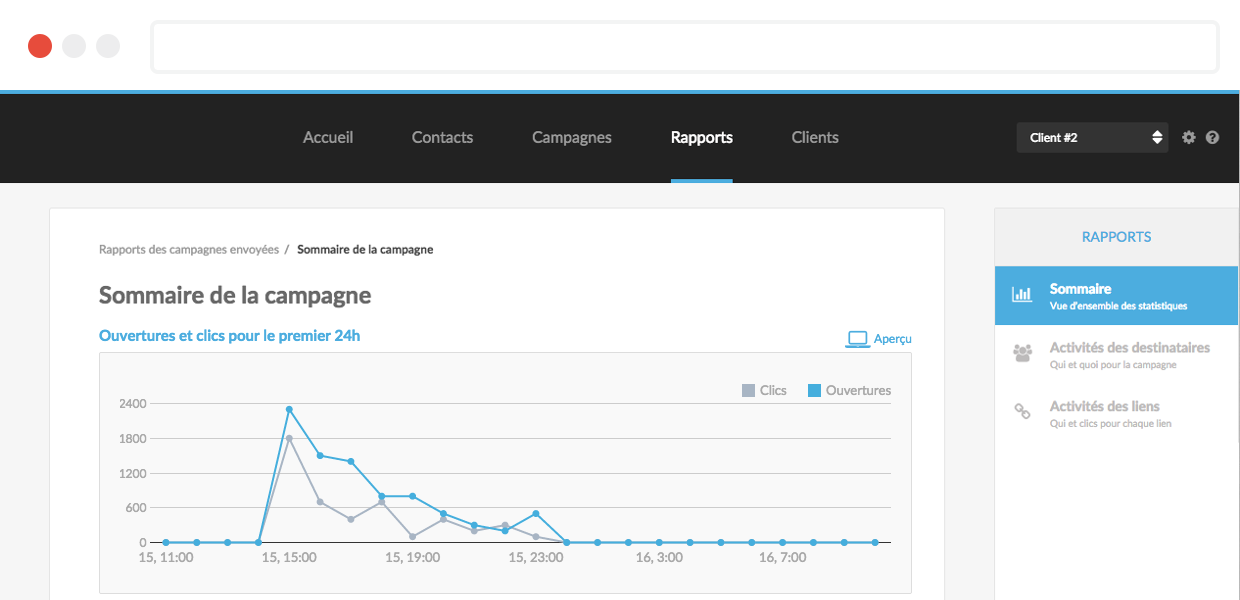 Accueil Contacts Campagnes Rapports Clients Client #2
Rapports des campagnes envoyées / Sommaire de la campagne
Sommaire de la campagne
Ouvertures et clics pour le premier 24h
Aperçu
Clics Ouvertures
2400
1800
1200
600
0
15, 11:00 15, 15:00 15, 19:00 15, 23:00 16, 3:00 16, 7:00
RAPPORTS
Sommaire
Vue d'ensemble des statistiques
Activités des destinataires
Qui et quoi pour la campagne
Activités des liens
Qui et clics pour chaque lien